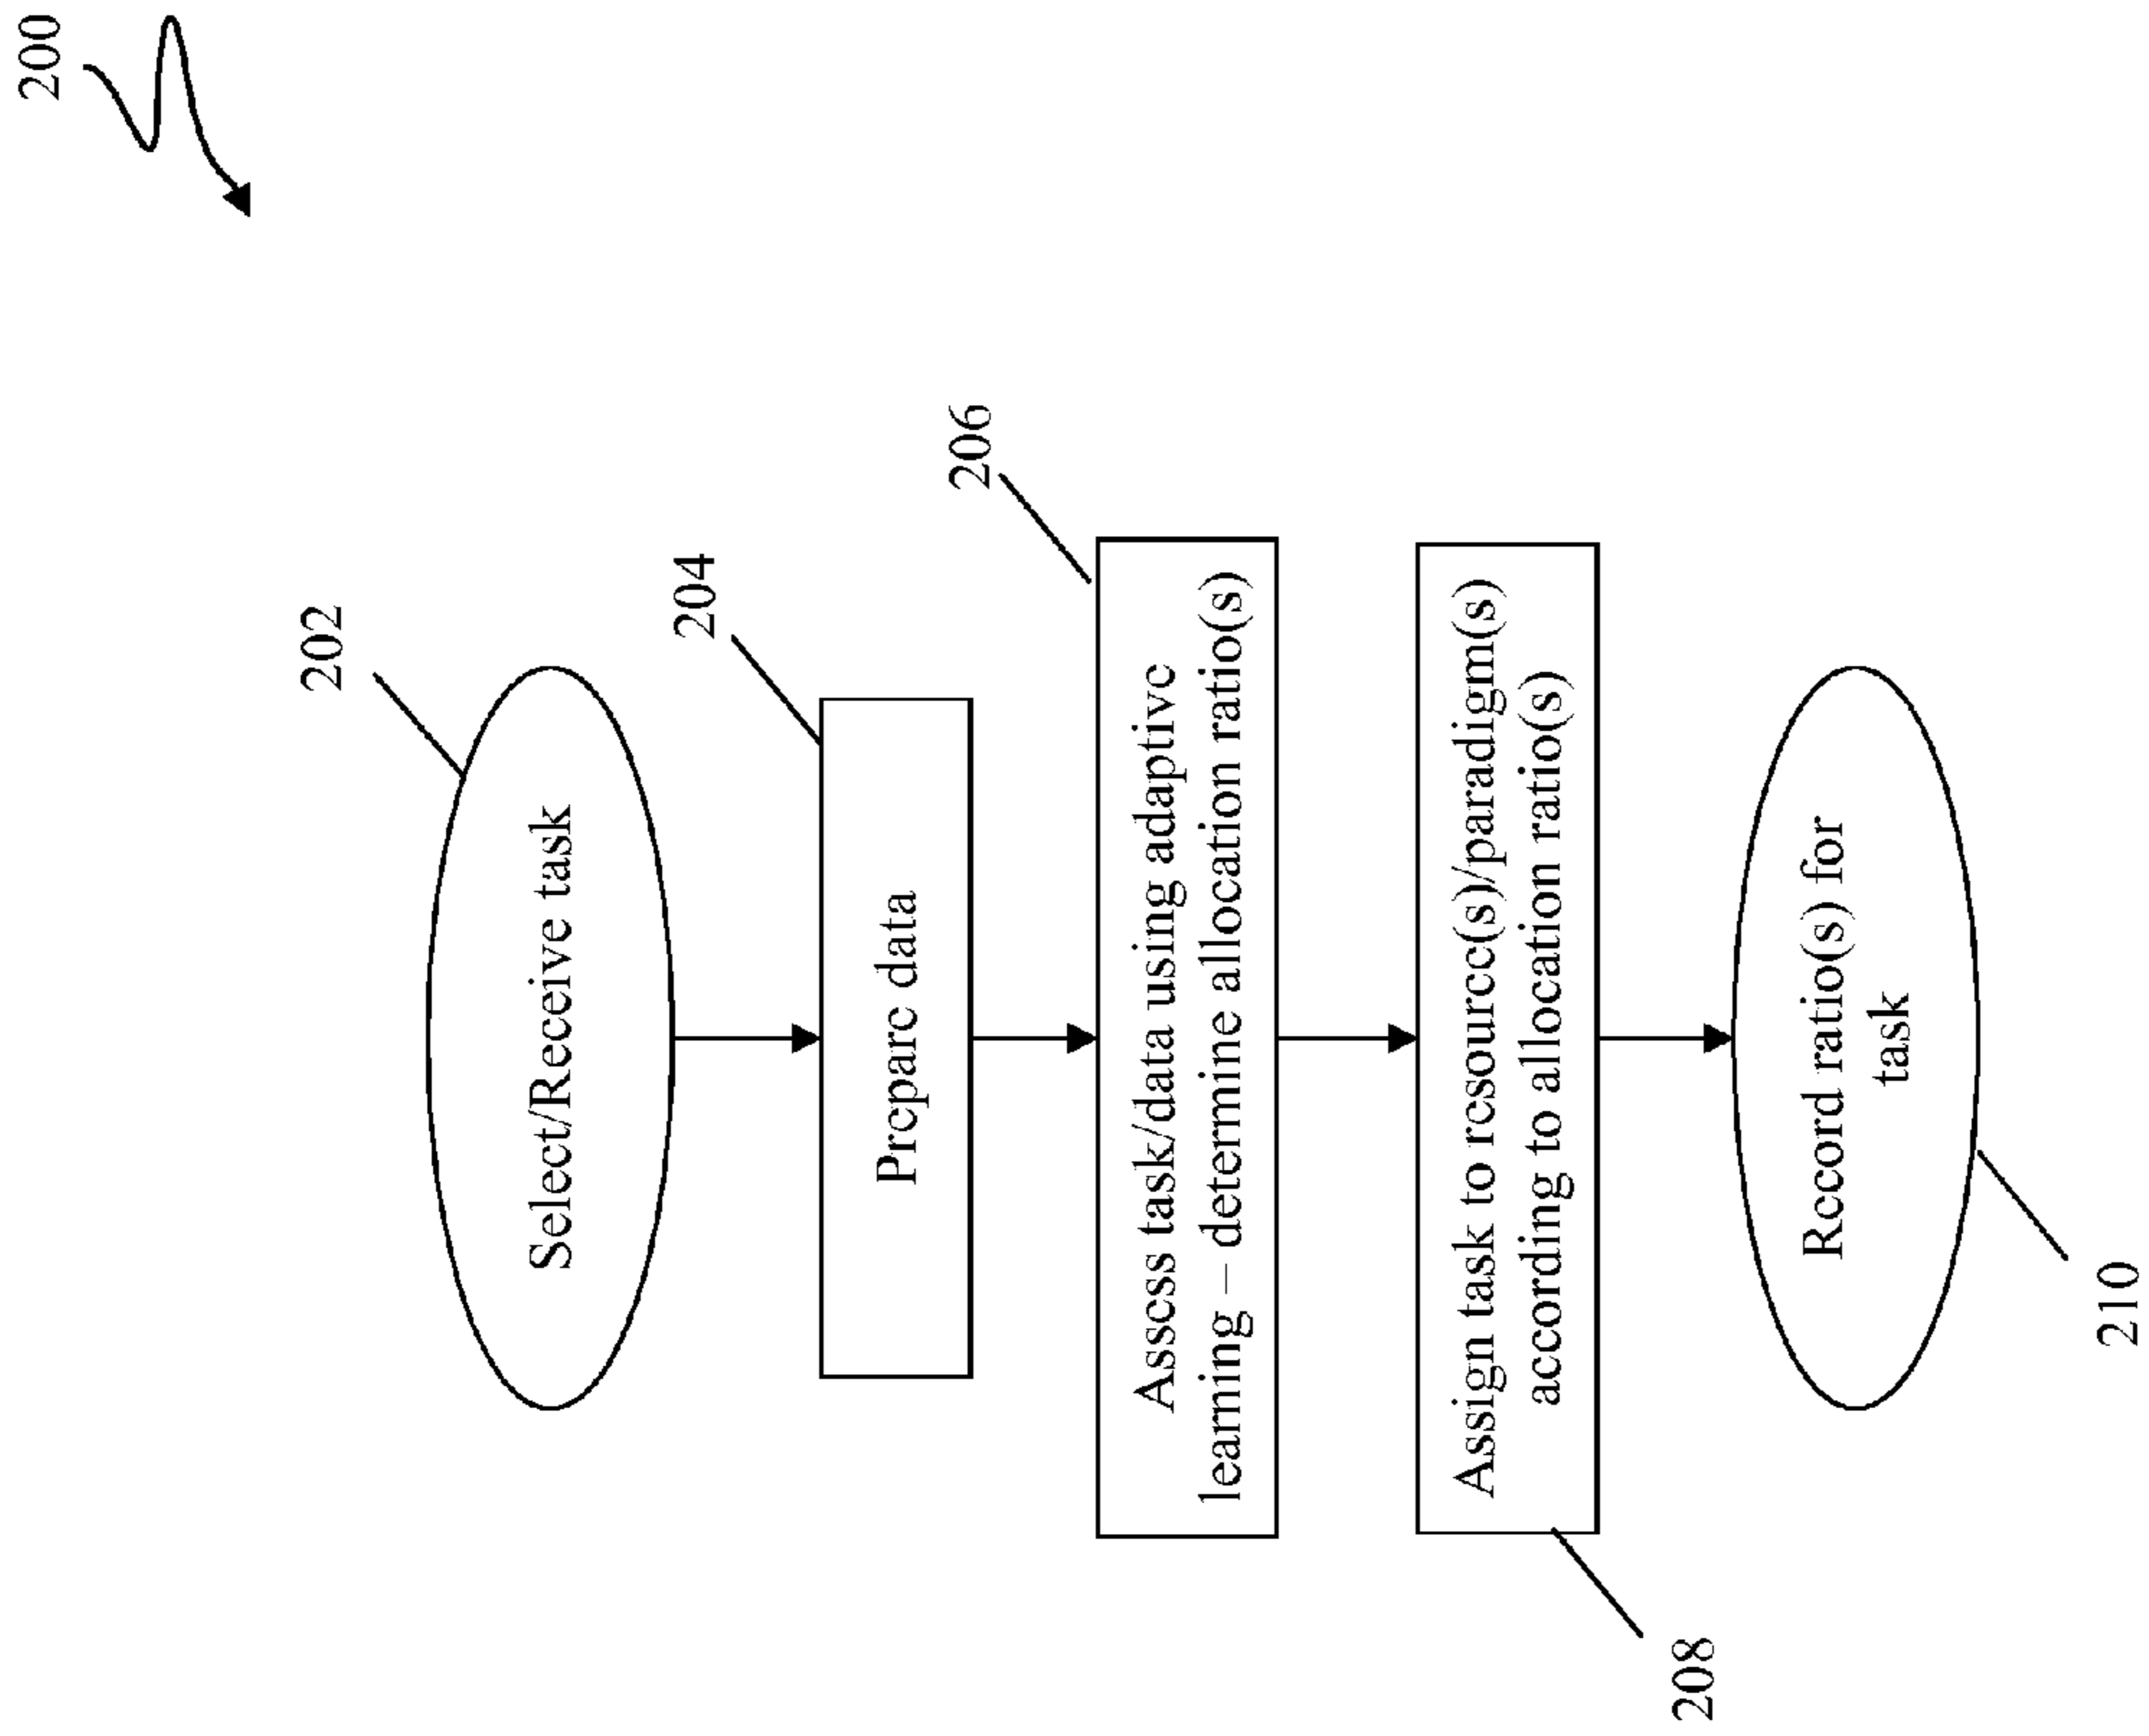 200
202
Select/Receive task
204
Prepare data
206
Assess task/data using adaptive
learning – determine allocation ratio(s)
Assign task to resource(s)/paradigm(s)
according to allocation ratio(s)
208
Record ratio(s) for
task
210